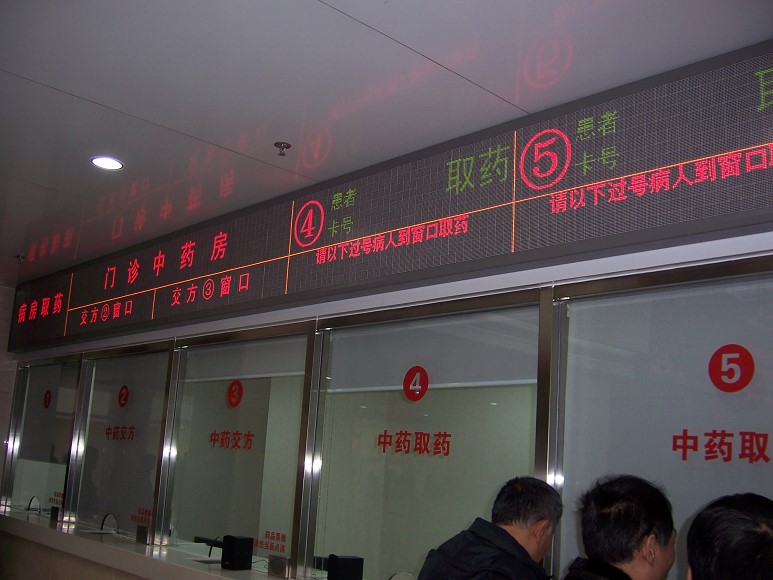 病房取药
门诊中药房
交方②窗口
交方③窗口
④
患者
卡号
取药
请以下过号病人到窗口取药
⑤
患者
卡号
请以下过号病人到窗口
1
2
中药交方
3
中药交方
4
中药取药
5
中药取